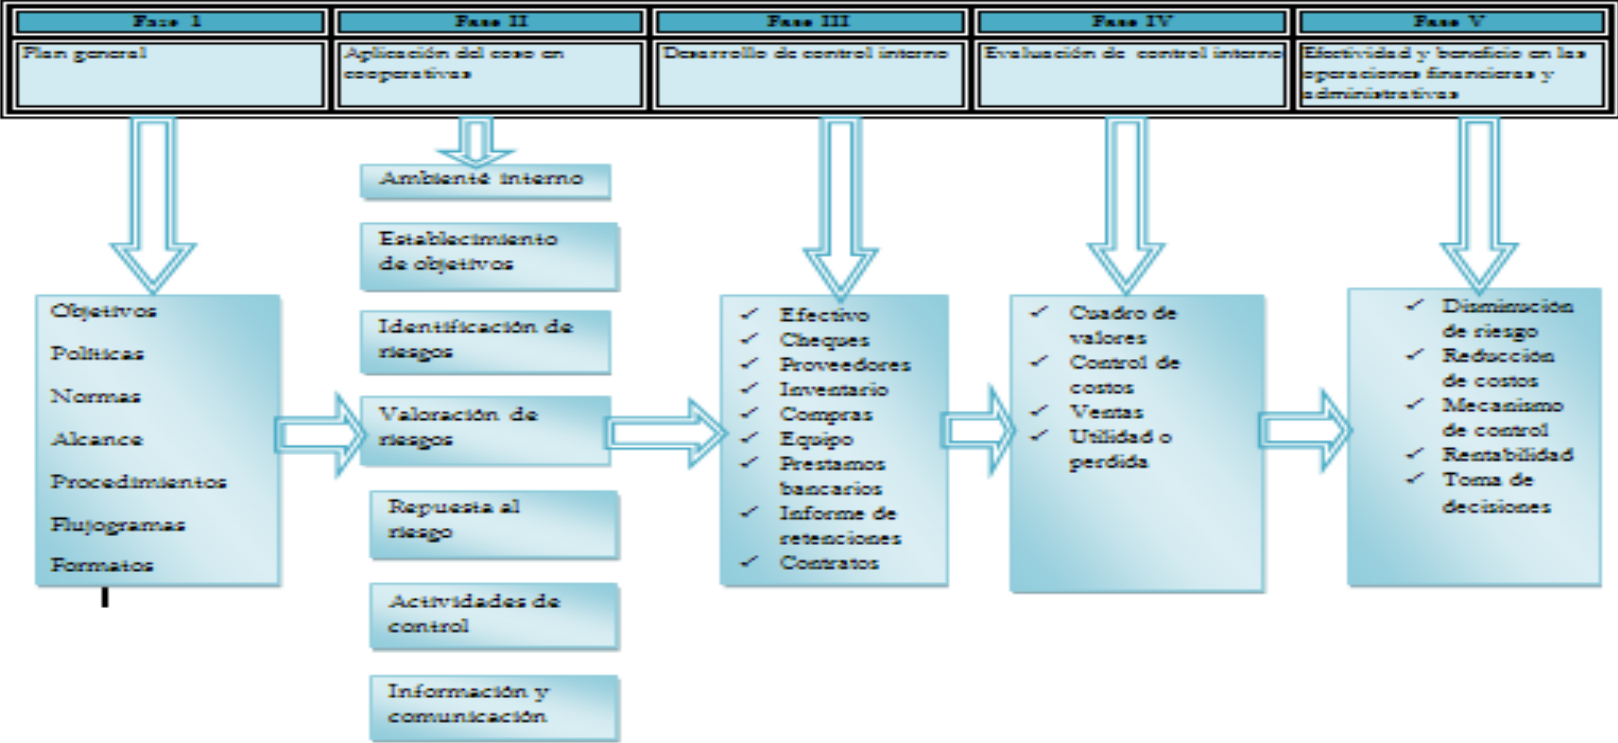 Fase 1
Fase II
Fase III
Fase IV
Fase V
Plan general
Aplicación del coso en
cooperativas
Desarrollo de control interno
Evaluación de control interno
Efectividad y beneficio en las
operaciones financieras y
administrativas
Objetivos
Políticas
Normas
Alcance
Procedimientos
Flujogramas
Formatos
Ambienté interno
Establecimiento
de objetivos
Identificación de
riesgos
Valoración de
riesgos
Repuesta al
riesgo
Actividades de
control
Información y
comunicación
✓ Efectivo
✓ Cheques
✓ Proveedores
✓ Inventario
✓ Compras
✓ Equipo
✓ Prestamos
bancarios
✓ Informe de
retenciones
✓ Contratos
✓ Cuadro de
valores
✓ Control de
costos
✓ Ventas
✓ Utilidad o
perdida
✓ Disminución
de riesgo
✓ Reducción
de costos
✓ Mecanismo
de control
✓ Rentabilidad
✓ Toma de
decisiones